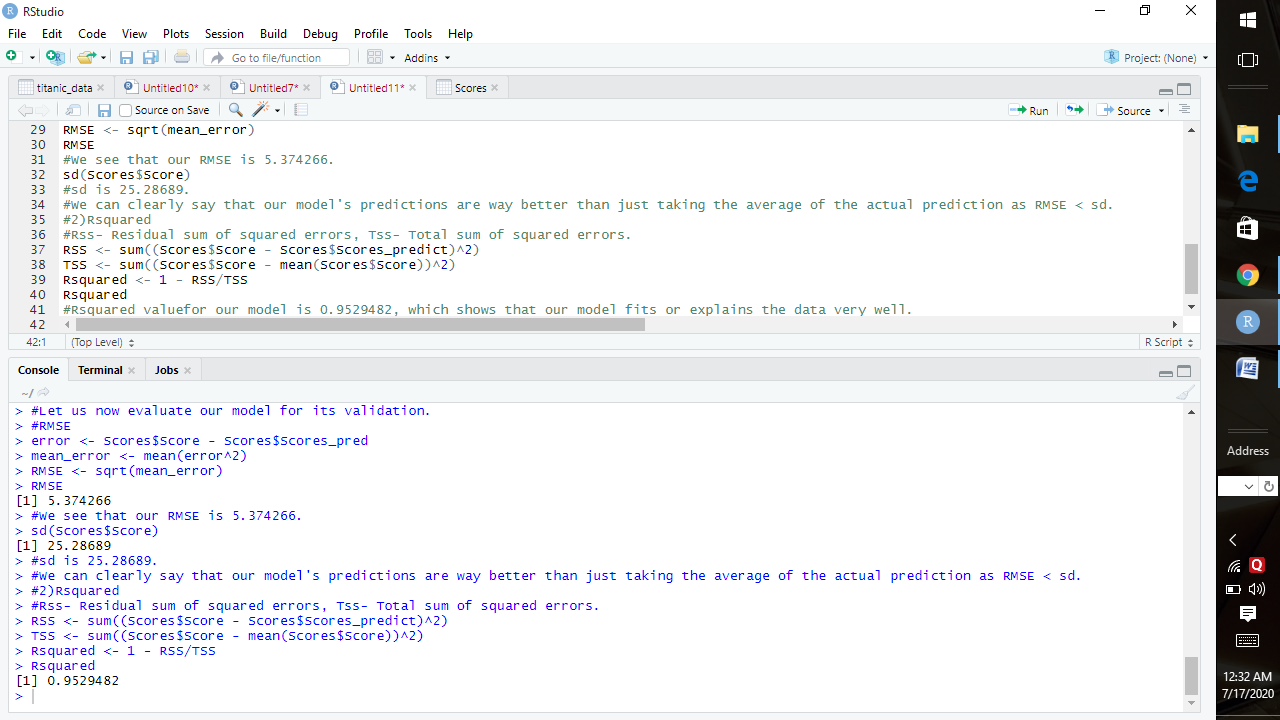 RStudio
File Edit Code View Plots Session Build Debug Profile Tools Help
Go to file/function Addins Project: (None)
titanic_data Untitled10* Untitled7* Untitled11* Scores
Source on Save Run Source
29 RMSE <- sqrt(mean_error)
30 RMSE
31 #We see that our RMSE is 5.374266.
32 sd(Scores$Score)
33 #sd is 25.28689.
34 #We can clearly say that our model's predictions are way better than just taking the average of the actual prediction as RMSE < sd.
35 #2)Rsquared
36 #Rss- Residual sum of squared errors, Tss- Total sum of squared errors.
37 RSS <- sum((Scores$Score - Scores$Scores_predict)^2)
38 TSS <- sum((Scores$Score - mean(Scores$Score))^2)
39 Rsquared <- 1 - RSS/TSS
40 Rsquared
41 #Rsquared valuefor our model is 0.9529482, which shows that our model fits or explains the data very well.
42
42:1 (Top Level) R Script
Console Terminal Jobs
~/
> #Let us now evaluate our model for its validation.
> #RMSE
> error <- Scores$Score - Scores$Scores_pred
> mean_error <- mean(error^2)
> RMSE <- sqrt(mean_error)
> RMSE
[1] 5.374266
> #We see that our RMSE is 5.374266.
> sd(Scores$Score)
[1] 25.28689
> #sd is 25.28689.
> #We can clearly say that our model's predictions are way better than just taking the average of the actual prediction as RMSE < sd.
> #2)Rsquared
> #Rss- Residual sum of squared errors, Tss- Total sum of squared errors.
> RSS <- sum((Scores$Score - Scores$Scores_predict)^2)
> TSS <- sum((Scores$Score - mean(Scores$Score))^2)
> Rsquared <- 1 - RSS/TSS
> Rsquared
[1] 0.9529482
>
Address
12:32 AM
7/17/2020